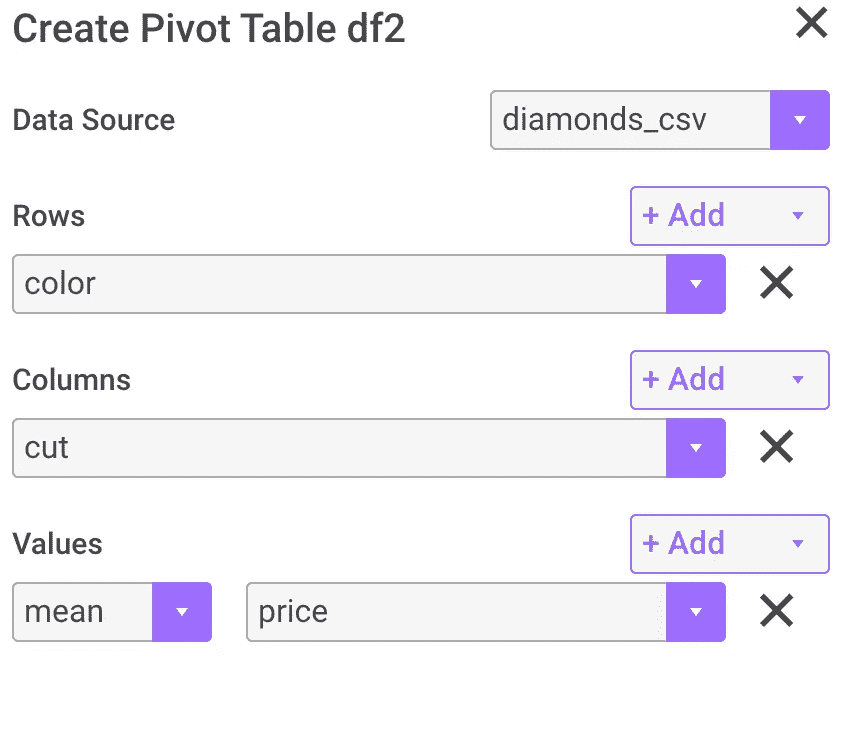 Create Pivot Table df2
Data Source diamonds_csv
Rows + Add
color
Columns + Add
cut
Values + Add
mean price